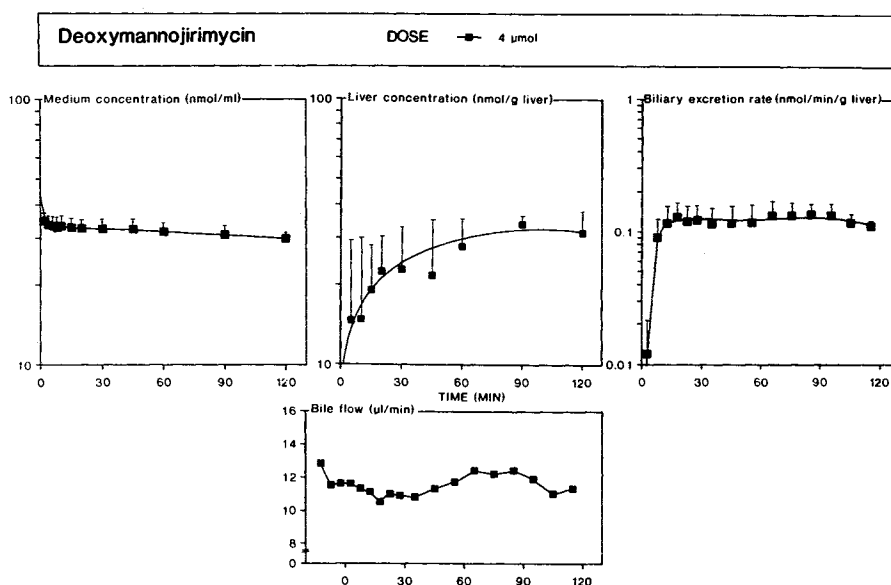 Deoxymannojirimycin DOSE 4 µmol
Medium concentration (nmol/ml)
100
10
0 30 60 90 120
Liver concentration (nmol/g liver)
100
10
0 30 60 90 120
TIME (MIN)
Biliary excretion rate (nmol/min/g liver)
1
0.1
0.01
0 30 60 90 120
Bile flow (µl/min)
16
14
12
10
8
0
0 30 60 90 120